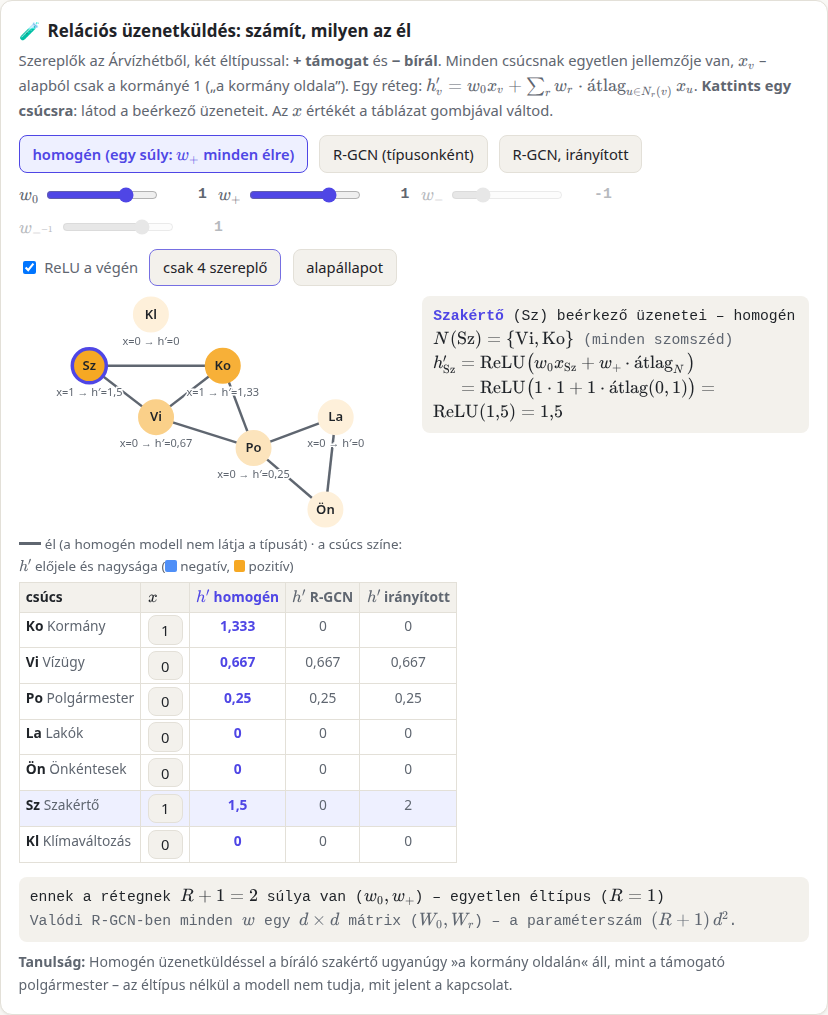 🧪 Relációs üzenetküldés: számít, milyen az él
Szereplők az Árvízhétből, két éltípussal: + támogat és − bírál. Minden csúcsnak egyetlen jellemzője van, x_v –
alapból csak a kormányé 1 („a kormány oldala”). Egy réteg: h′_v = w_0x_v + ∑_r w_r · átlag_{u∈N_r(v)} x_u. Kattints egy
csúcsra: látod a beérkező üzeneteit. Az x értékét a táblázat gombjával váltod.
homogén (egy súly: w_+ minden élre) R-GCN (típusonként) R-GCN, irányított
w_0 1 w_+ 1 w_− -1
w_{−^{−1}} 1
ReLU a végén csak 4 szereplő alapállapot
Kl
x=0 → h′=0
Sz Ko
x=1 → h′=1,5 x=1 → h′=1,33
Vi La
x=0 → h′=0,67 x=0 → h′=0
Po
x=0 → h′=0,25
Ön
Szakértő (Sz) beérkező üzenetei – homogén
N(Sz) = {Vi, Ko} (minden szomszéd)
h′_Sz = ReLU(w_0x_Sz + w_+ · átlag_N)
= ReLU(1 · 1 + 1 · átlag(0, 1)) =
ReLU(1,5) = 1,5
él (a homogén modell nem látja a típusát) · a csúcs színe:
h′ előjele és nagysága ( negatív, pozitív)
csúcs x h′ homogén h′ R-GCN h′ irányított
Ko Kormány 1 1,333 0 0
Vi Vízügy 0 0,667 0,667 0,667
Po Polgármester 0 0,25 0,25 0,25
La Lakók 0 0 0 0
Ön Önkéntesek 0 0 0 0
Sz Szakértő 1 1,5 0 2
Kl Klímaváltozás 0 0 0 0
ennek a rétegnek R + 1 = 2 súlya van (w_0, w_+) – egyetlen éltípus (R = 1)
Valódi R-GCN-ben minden w egy d × d mátrix (W_0, W_r) – a paraméterszám (R + 1) d².
Tanulság: Homogén üzenetküldéssel a bíráló szakértő ugyanúgy »a kormány oldalán« áll, mint a támogató
polgármester – az éltípus nélkül a modell nem tudja, mit jelent a kapcsolat.